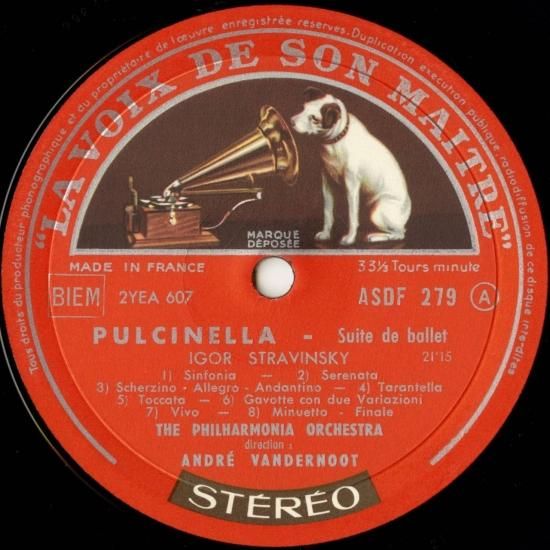 Tous droits du producteur phonographique et du propriétaire de l'œuvre enregistrée réservés. Duplication exécution publique radiodiffusion de ce disque interdites
"LA VOIX DE SON MAITRE"
MARQUE
DÉPOSÉE
MADE IN FRANCE
33⅓ Tours minute
BIEM 2YEA 607
ASDF 279 A
PULCINELLA - Suite de ballet
IGOR STRAVINSKY 21'15
1) Sinfonia - 2) Serenata
3) Scherzino - Allegro - Andantino - 4) Tarantella
5) Toccata - 6) Gavotte con due Variazioni
7) Vivo - 8) Minuetto - Finale
THE PHILHARMONIA ORCHESTRA
direction :
ANDRÉ VANDERNOOT
STÉRÉO